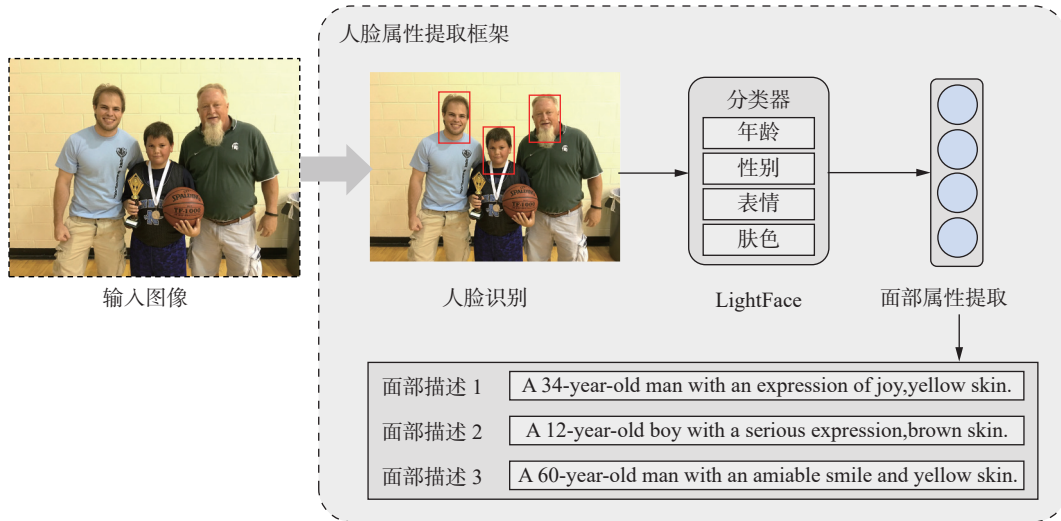 人脸属性提取框架
分类器
年龄
性别
表情
肤色
SPALDING
TF-1000
输入图像
人脸识别
LightFace
面部属性提取
面部描述 1 A 34-year-old man with an expression of joy,yellow skin.
面部描述 2 A 12-year-old boy with a serious expression,brown skin.
面部描述 3 A 60-year-old man with an amiable smile and yellow skin.